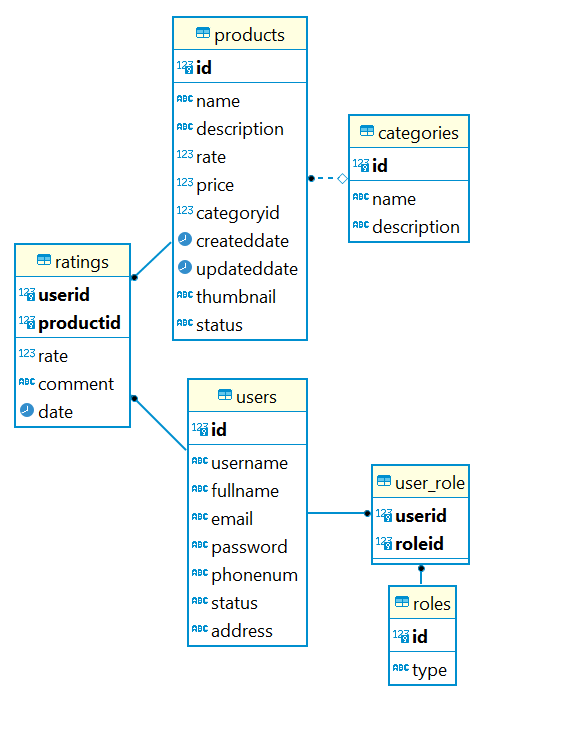 products
123 id
ABC name
ABC description
123 rate
123 price
123 categoryid
createddate
updateddate
ABC thumbnail
ABC status
categories
123 id
ABC name
ABC description
ratings
123 userid
123 productid
123 rate
ABC comment
date
users
123 id
ABC username
ABC fullname
ABC email
ABC password
ABC phonenum
ABC status
ABC address
user_role
123 userid
123 roleid
roles
123 id
ABC type